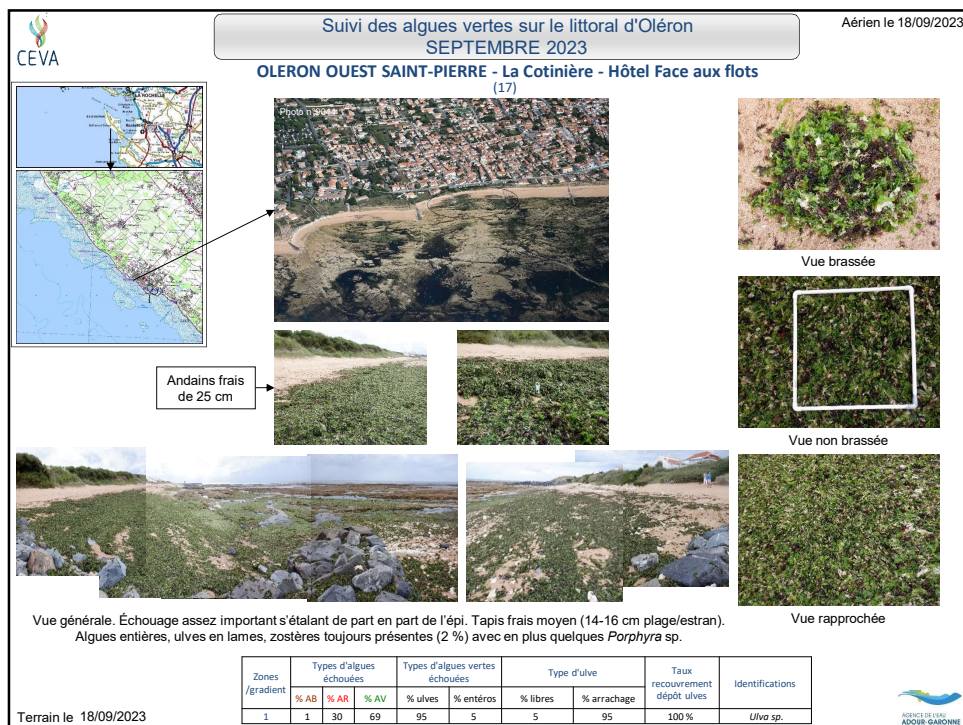 CEVA
Suivi des algues vertes sur le littoral d'Oléron
SEPTEMBRE 2023
Aérien le 18/09/2023
OLERON OUEST SAINT-PIERRE - La Cotinière - Hôtel Face aux flots
(17)
Vue brassée
Andains frais
de 25 cm
Vue non brassée
Vue générale. Échouage assez important s'étalant de part en part de l'épi. Tapis frais moyen (14-16 cm plage/estran).
Algues entières, ulves en lames, zostères toujours présentes (2 %) avec en plus quelques Porphyra sp.
Vue rapprochée
Zones
/gradient
Types d'algues
échouées
Types d'algues vertes
échouées
Type d'ulve
Taux
recouvrement
dépôt ulves
Identifications
% AB % AR % AV % ulves % entéros % libres % arrachage
1 1 30 69 95 5 5 95 100 % Ulva sp.
Terrain le 18/09/2023
AGENCE DE L'EAU
ADOUR-GARONNE